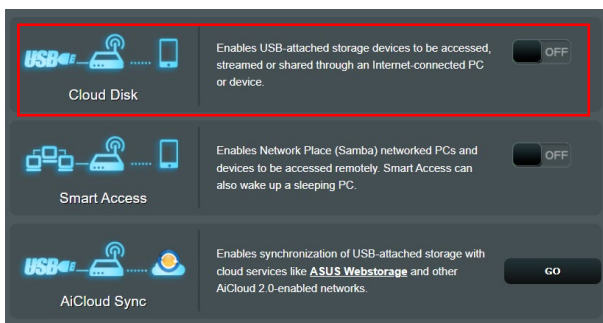 USB
Cloud Disk
Enables USB-attached storage devices to be accessed,
streamed or shared through an Internet-connected PC
or device.
OFF
Smart Access
Enables Network Place (Samba) networked PCs and
devices to be accessed remotely. Smart Access can
also wake up a sleeping PC.
OFF
USB
AiCloud Sync
Enables synchronization of USB-attached storage with
cloud services like ASUS Webstorage and other
AiCloud 2.0-enabled networks.
GO